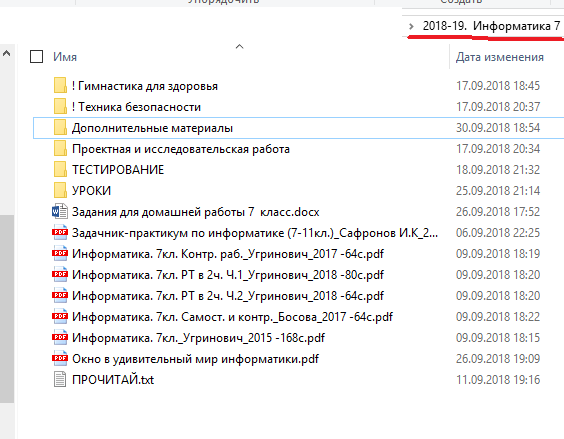 Упорядочить
Создать
2018-19. Информатика 7
Имя Дата изменения
! Гимнастика для здоровья 17.09.2018 18:45
! Техника безопасности 17.09.2018 20:37
Дополнительные материалы 30.09.2018 18:54
Проектная и исследовательская работа 17.09.2018 20:34
ТЕСТИРОВАНИЕ 18.09.2018 21:32
УРОКИ 25.09.2018 21:14
Задания для домашней работы 7 класс.docx 26.09.2018 17:52
Задачник-практикум по информатике (7-11кл.)_Сафронов И.К_2... 06.09.2018 22:25
Информатика. 7кл. Контр. раб._Угринович_2017 -64с.pdf 09.09.2018 18:19
Информатика. 7кл. РТ в 2ч. Ч.1_Угринович_2018 -80с.pdf 09.09.2018 18:20
Информатика. 7кл. РТ в 2ч. Ч.2_Угринович_2018 -64с.pdf 09.09.2018 18:20
Информатика. 7кл. Самост. и контр._Босова_2017 -64с.pdf 09.09.2018 18:22
Информатика. 7кл._Угринович_2015 -168с.pdf 09.09.2018 18:15
Окно в удивительный мир информатики.pdf 26.09.2018 19:09
ПРОЧИТАЙ.txt 11.09.2018 19:16